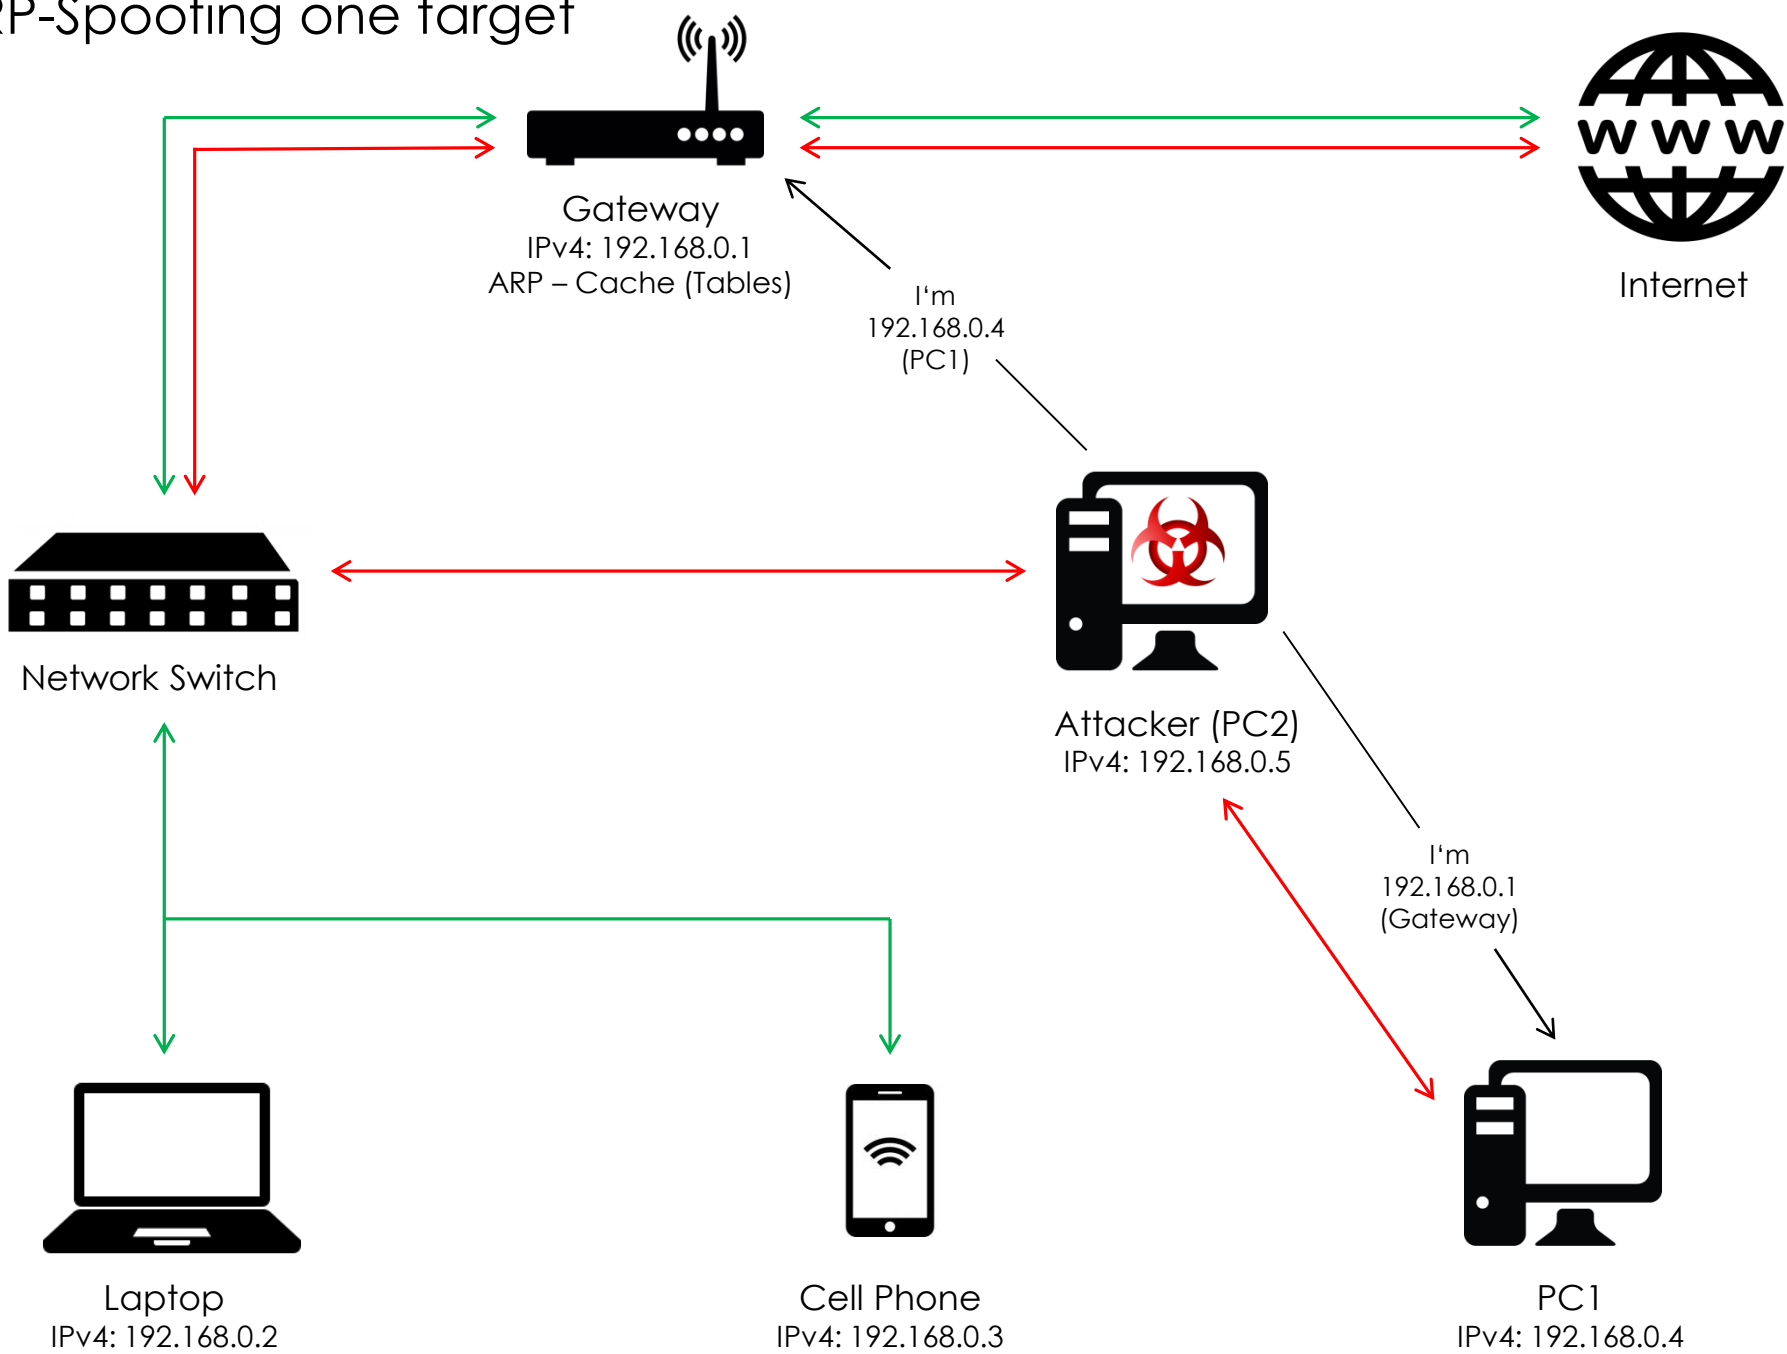 RP-Spoofing one target
Gateway
IPv4: 192.168.0.1
ARP – Cache (Tables)
W W W
Internet
I‘m
192.168.0.4
(PC1)
Network Switch
Attacker (PC2)
IPv4: 192.168.0.5
I‘m
192.168.0.1
(Gateway)
Laptop
IPv4: 192.168.0.2
Cell Phone
IPv4: 192.168.0.3
PC1
IPv4: 192.168.0.4